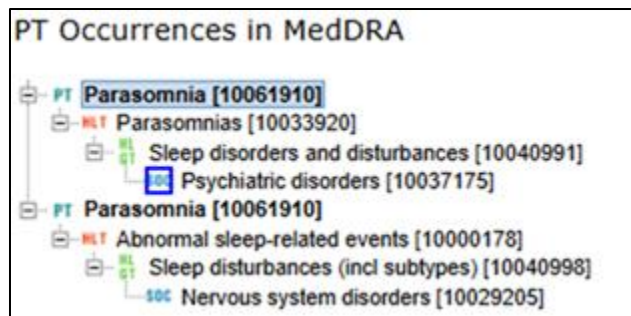 PT Occurrences in MedDRA
PT Parasomnia [10061910]
HLT Parasomnias [10033920]
HLGT Sleep disorders and disturbances [10040991]
SOC Psychiatric disorders [10037175]
PT Parasomnia [10061910]
HLT Abnormal sleep-related events [10000178]
HLGT Sleep disturbances (incl subtypes) [10040998]
SOC Nervous system disorders [10029205]